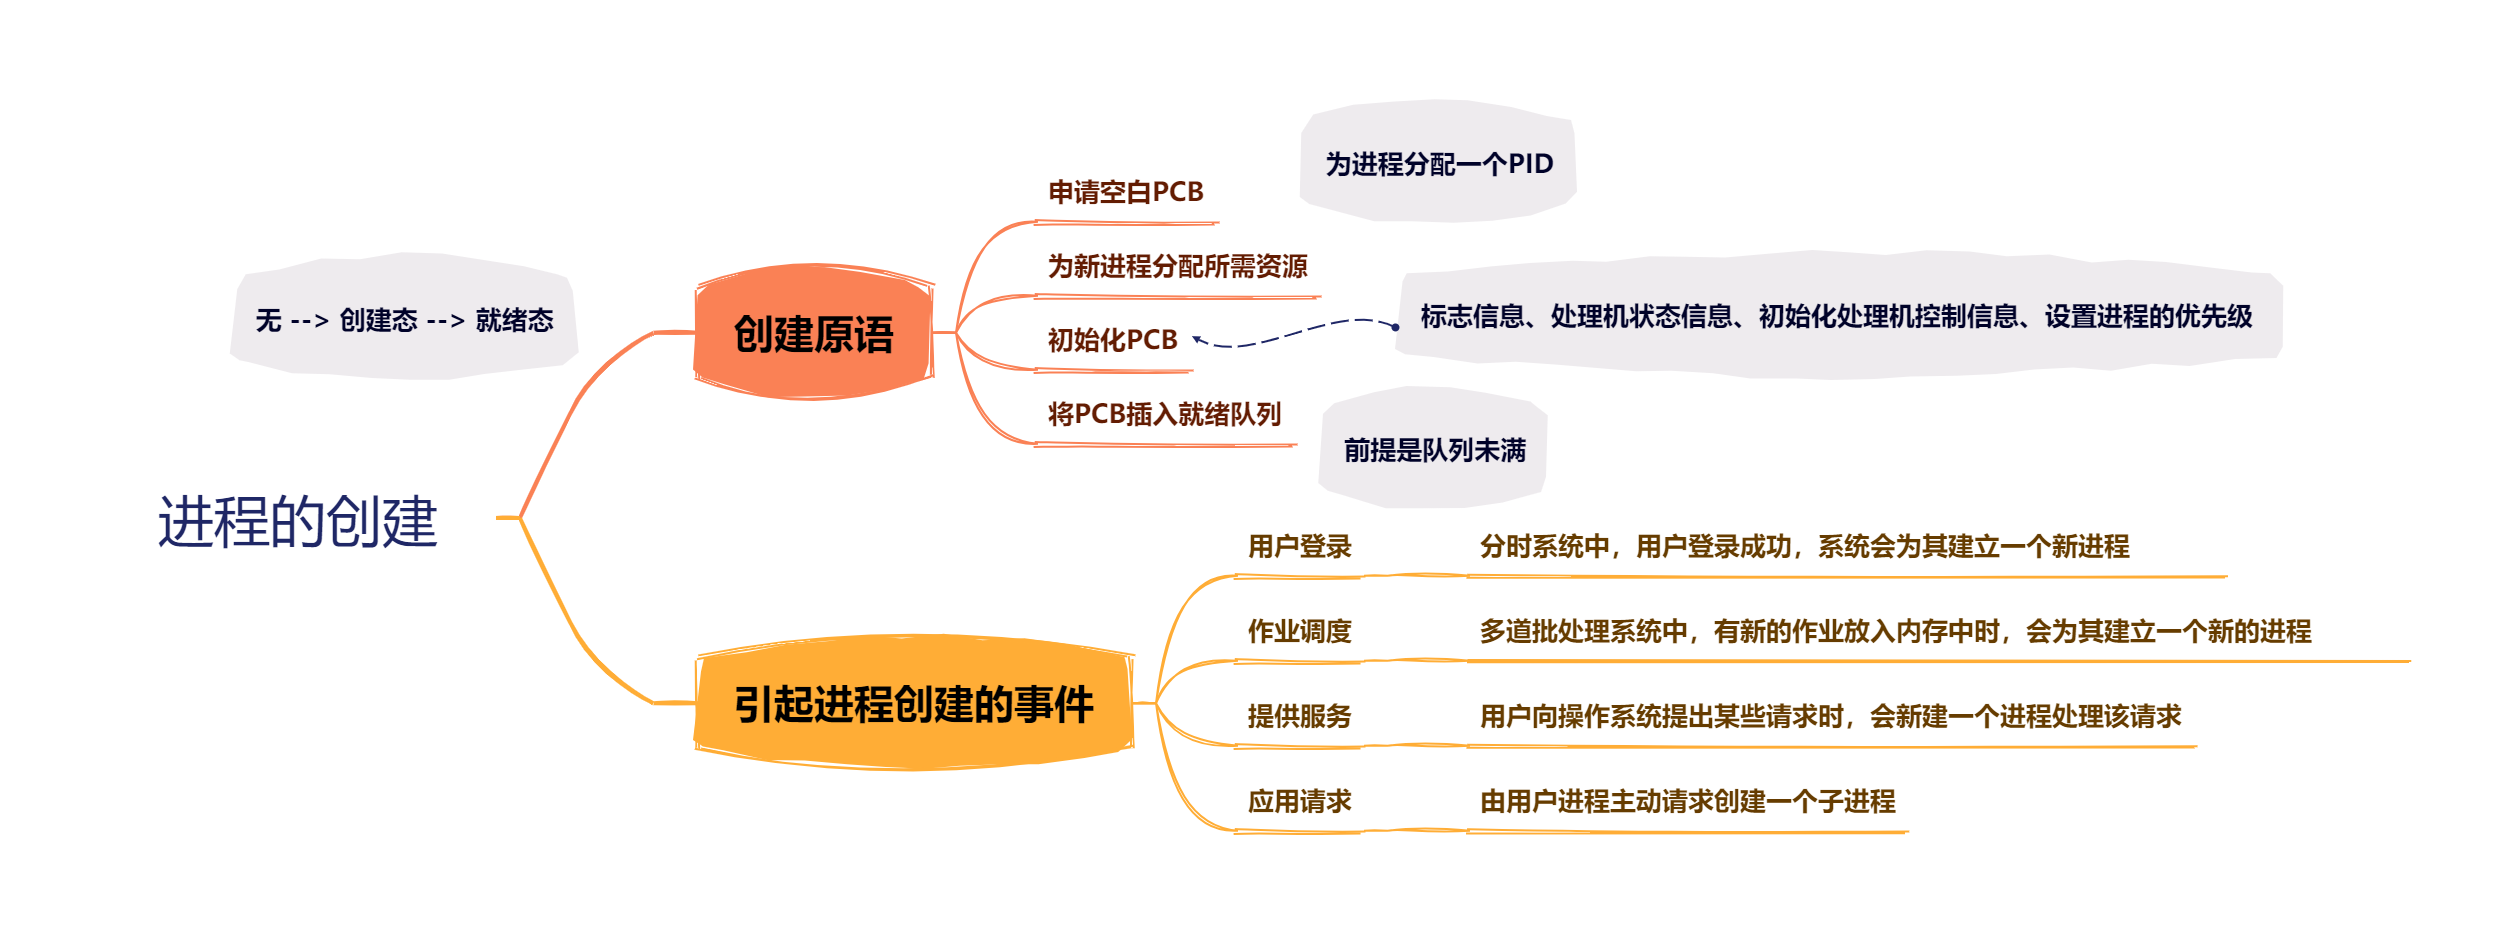 进程的创建
无 --> 创建态 --> 就绪态
创建原语
申请空白PCB
为进程分配一个PID
为新进程分配所需资源
初始化PCB
标志信息、处理机状态信息、初始化处理机控制信息、设置进程的优先级
将PCB插入就绪队列
前提是队列未满
引起进程创建的事件
用户登录
分时系统中，用户登录成功，系统会为其建立一个新进程
作业调度
多道批处理系统中，有新的作业放入内存中时，会为其建立一个新的进程
提供服务
用户向操作系统提出某些请求时，会新建一个进程处理该请求
应用请求
由用户进程主动请求创建一个子进程